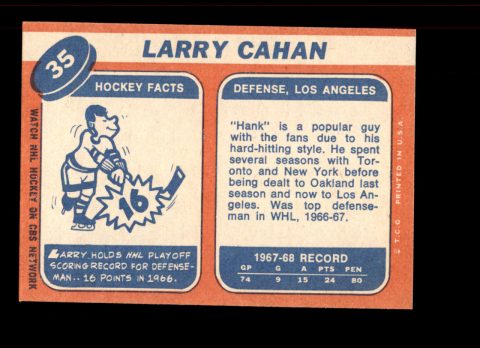 35
LARRY CAHAN
WATCH NHL HOCKEY ON CBS NETWORK
HOCKEY FACTS
16
LARRY HOLDS NHL PLAYOFF
SCORING RECORD FOR DEFENSE-
MAN.. 16 POINTS IN 1966.
DEFENSE, LOS ANGELES
"Hank" is a popular guy
with the fans due to his
hard-hitting style. He spent
several seasons with Tor-
onto and New York before
being dealt to Oakland last
season and now to Los An-
geles. Was top defense-
man in WHL, 1966-67.
1967-68 RECORD
GP G A PTS PEN
74 9 15 24 80
© T.C.G. PRINTED IN U.S.A.